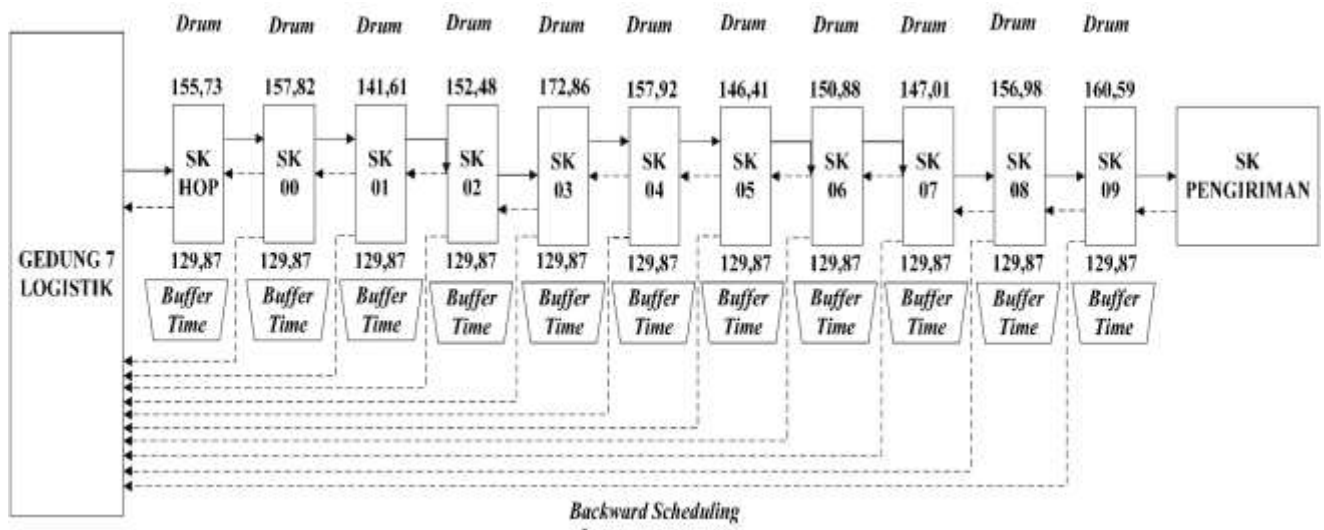 Drum Drum Drum Drum Drum Drum Drum Drum Drum Drum Drum
155,73 157,82 141,61 152,48 172,86 157,92 146,41 150,88 147,01 156,98 160,59
GEDUNG 7
LOGISTIK
SK
HOP
SK
00
SK
01
SK
02
SK
03
SK
04
SK
05
SK
06
SK
07
SK
08
SK
09
SK
PENGIRIMAN
129,87 129,87 129,87 129,87 129,87 129,87 129,87 129,87 129,87 129,87 129,87
Buffer
Time
Buffer
Time
Buffer
Time
Buffer
Time
Buffer
Time
Buffer
Time
Buffer
Time
Buffer
Time
Buffer
Time
Buffer
Time
Buffer
Time
Backward Scheduling